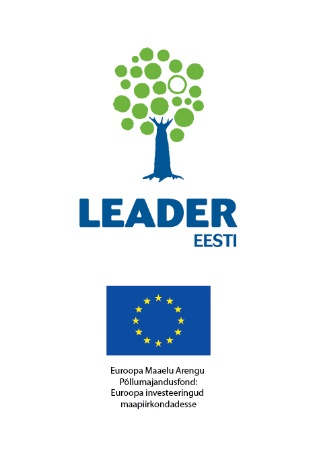 LEADER
EESTI
Euroopa Maaelu Arengu
Põllumajandusfond:
Euroopa investeeringud
maapiirkondadesse